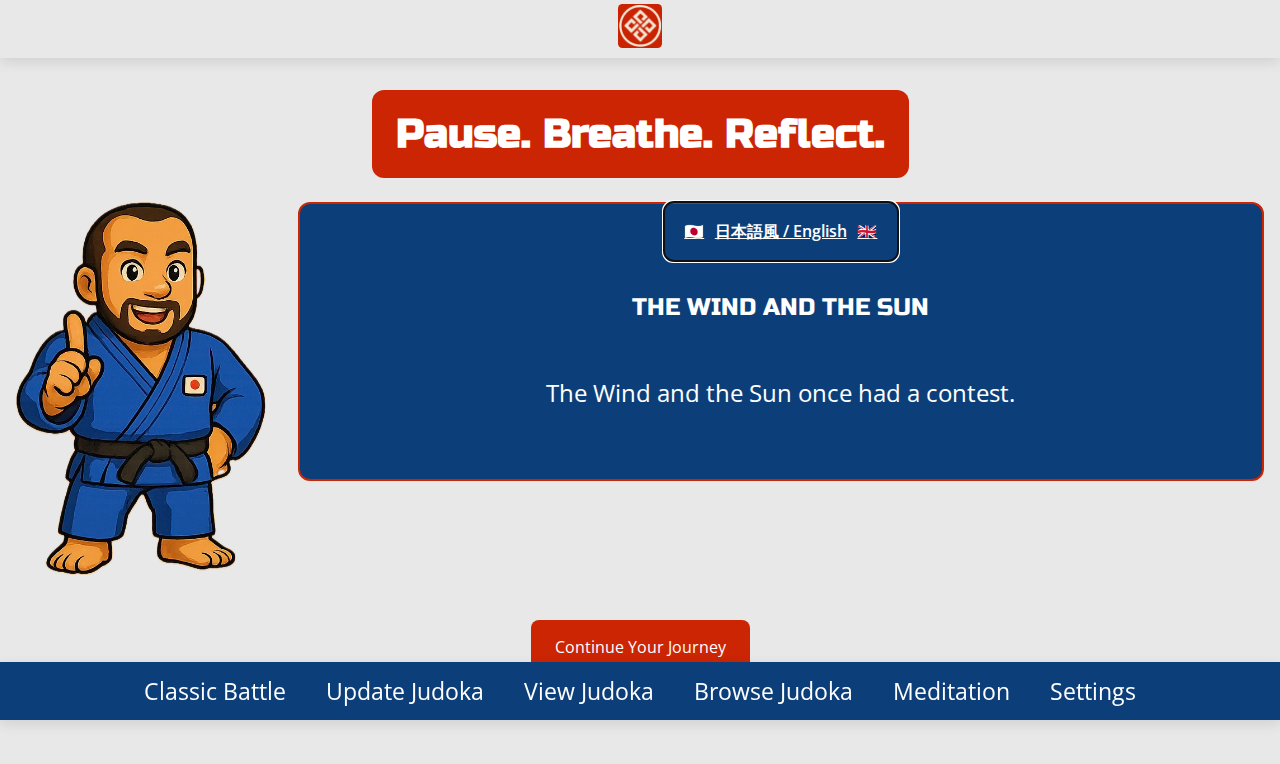 Pause. Breathe. Reflect.
日本語風 / English
THE WIND AND THE SUN
The Wind and the Sun once had a contest.
Continue Your Journey
Classic Battle
Update Judoka
View Judoka
Browse Judoka
Meditation
Settings